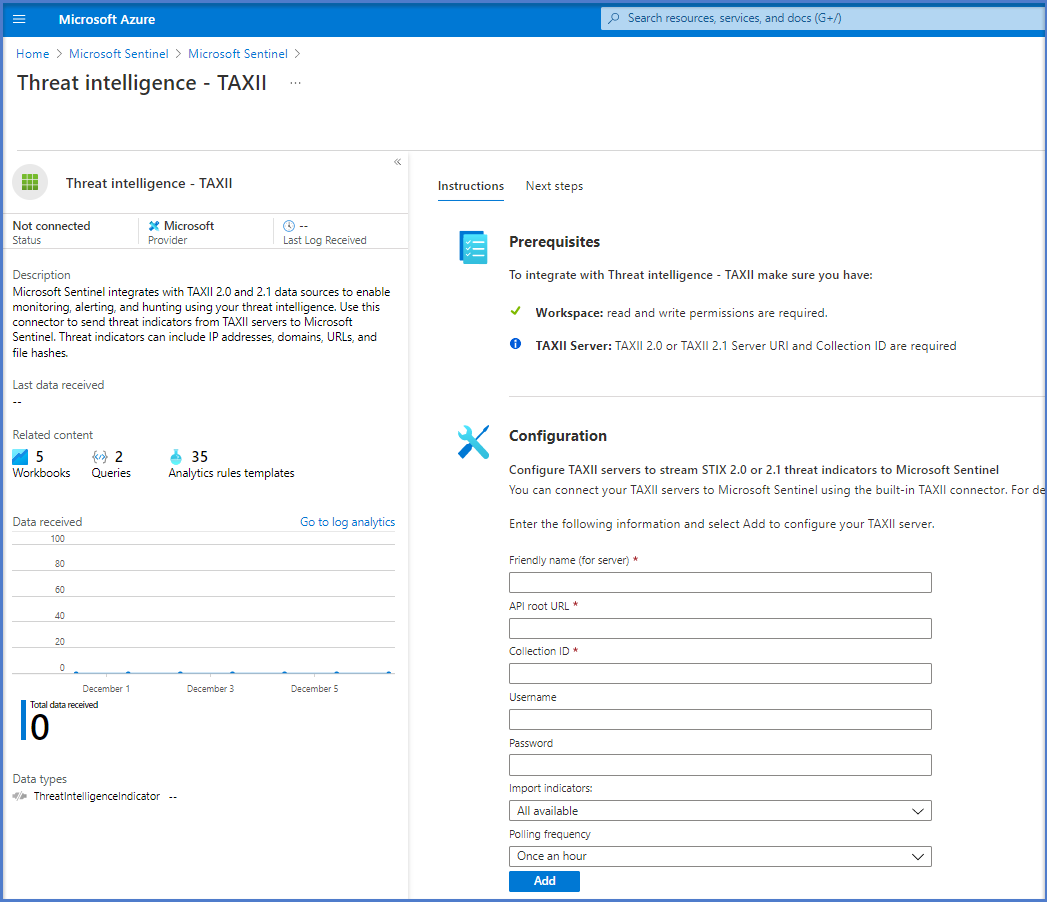 Microsoft Azure
Search resources, services, and docs (G+/)
Home > Microsoft Sentinel > Microsoft Sentinel >
Threat intelligence - TAXII ...
«
Threat intelligence - TAXII
Not connected
Status
Microsoft
Provider
--
Last Log Received
Description
Microsoft Sentinel integrates with TAXII 2.0 and 2.1 data sources to enable
monitoring, alerting, and hunting using your threat intelligence. Use this
connector to send threat indicators from TAXII servers to Microsoft
Sentinel. Threat indicators can include IP addresses, domains, URLs, and
file hashes.
Last data received
--
Related content
5
Workbooks
2
Queries
35
Analytics rules templates
Data received
Go to log analytics
100
80
60
40
20
0
December 1
December 3
December 5
Total data received
0
Data types
ThreatIntelligenceIndicator --
Instructions
Next steps
Prerequisites
To integrate with Threat intelligence - TAXII make sure you have:
Workspace: read and write permissions are required.
TAXII Server: TAXII 2.0 or TAXII 2.1 Server URI and Collection ID are required
Configuration
Configure TAXII servers to stream STIX 2.0 or 2.1 threat indicators to Microsoft Sentinel
You can connect your TAXII servers to Microsoft Sentinel using the built-in TAXII connector. For de
Enter the following information and select Add to configure your TAXII server.
Friendly name (for server) *
API root URL *
Collection ID *
Username
Password
Import indicators:
All available
Polling frequency
Once an hour
Add